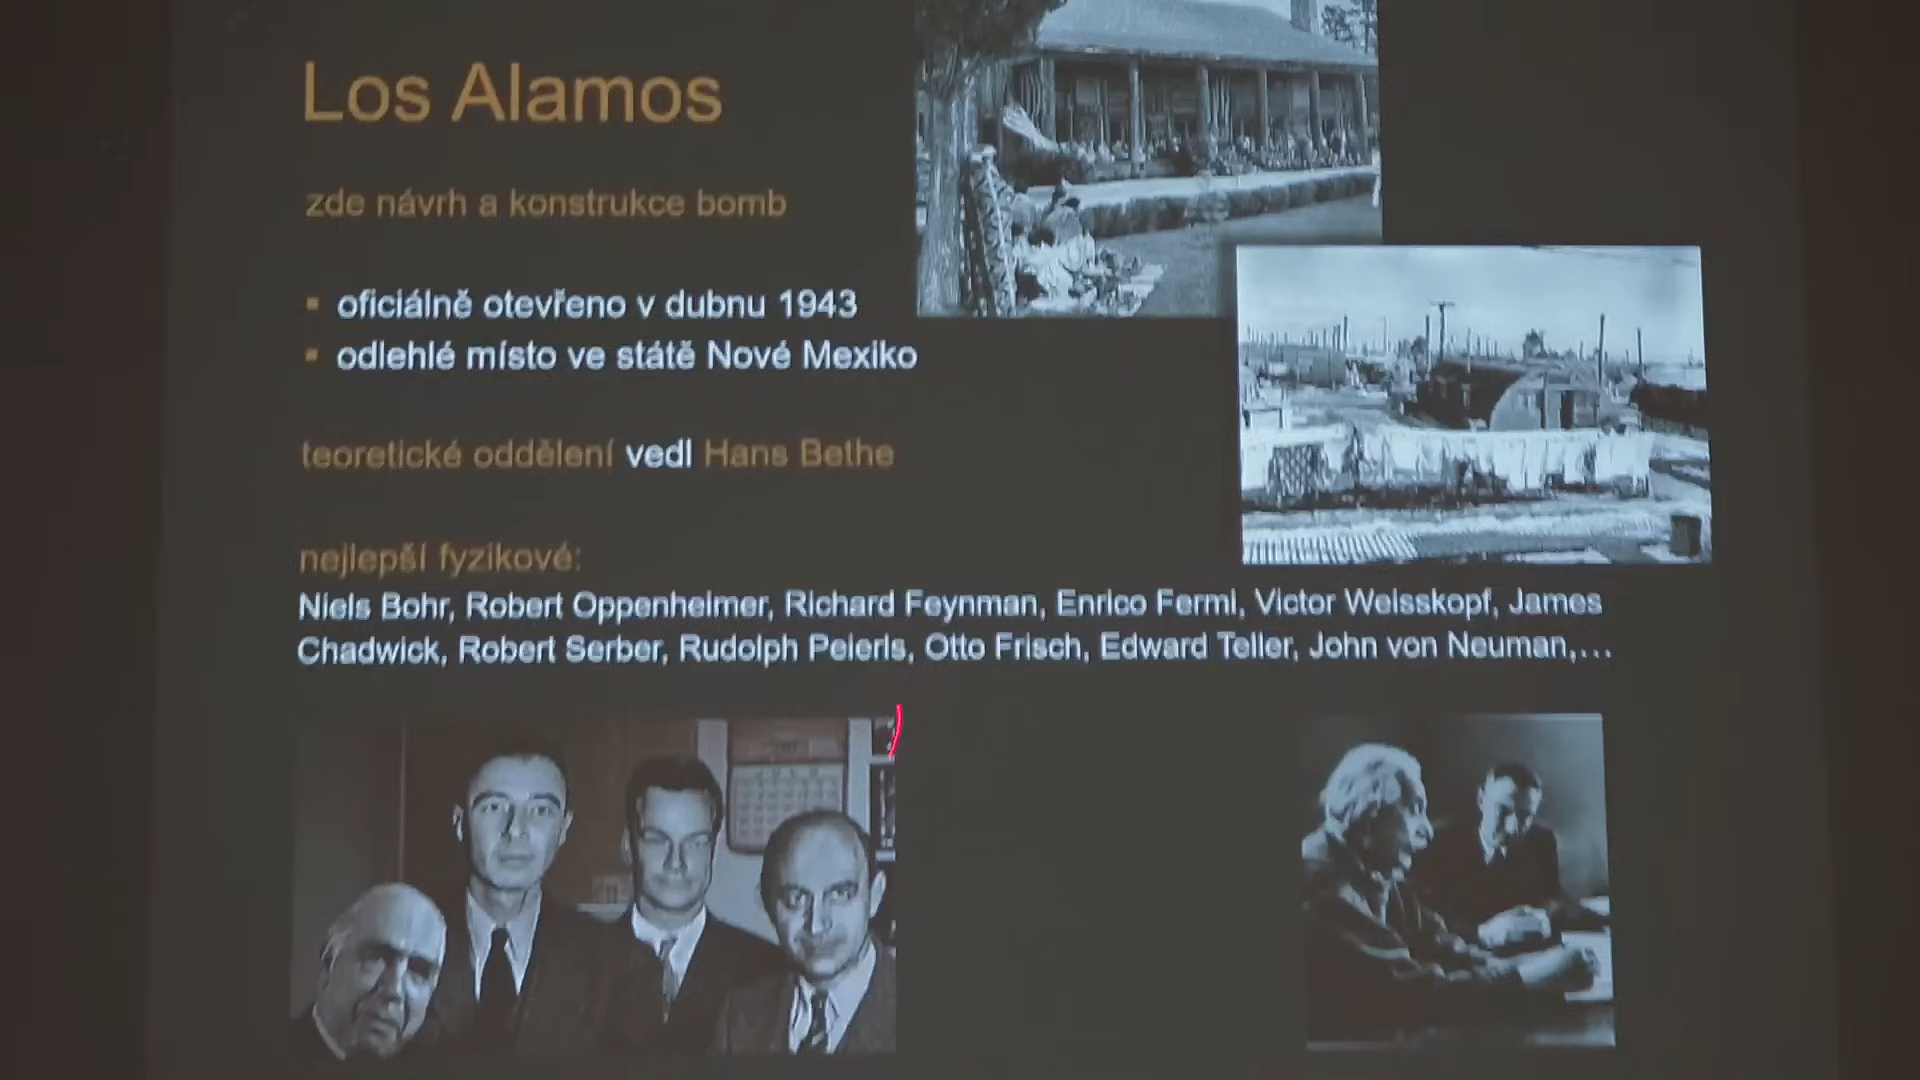 Los Alamos
zde návrh a konstrukce bomb
▪ oficiálně otevřeno v dubnu 1943
▪ odlehlé místo ve státě Nové Mexiko
teoretické oddělení vedl Hans Bethe
nejlepší fyzikové:
Niels Bohr, Robert Oppenheimer, Richard Feynman, Enrico Fermi, Victor Weisskopf, James
Chadwick, Robert Serber, Rudolph Peierls, Otto Frisch, Edward Teller, John von Neuman,...